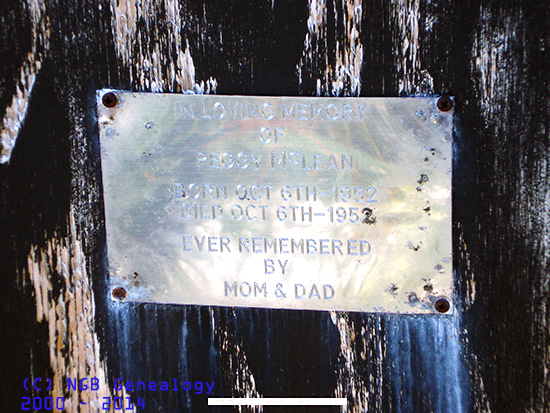 IN LOVING MEMORY
OF
PEGGY MCLEAN
BORN OCT 6TH-1952
DIED OCT 6TH-1952
EVER REMEMBERED
BY
MOM & DAD
(C) NGB Genealogy
2000 - 2014